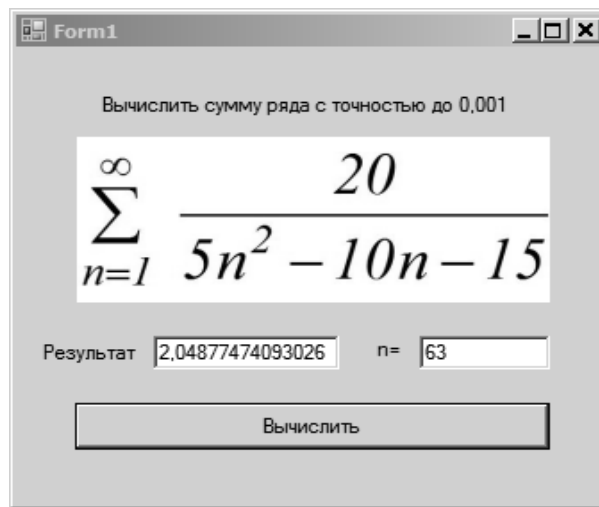 Form1
Вычислить сумму ряда с точностью до 0,001
∞
∑ 20
n=1 5n² – 10n – 15
Результат 2,04877474093026 n= 63
Вычислить